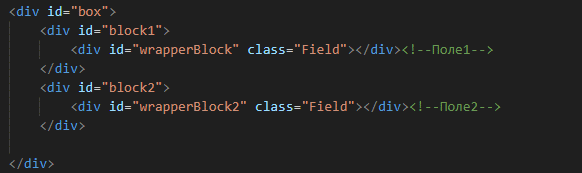 <div id="box">
<div id="block1">
<div id="wrapperBlock" class="Field"></div><!--Поле1-->
</div>
<div id="block2">
<div id="wrapperBlock2" class="Field"></div><!--Поле2-->
</div>
</div>